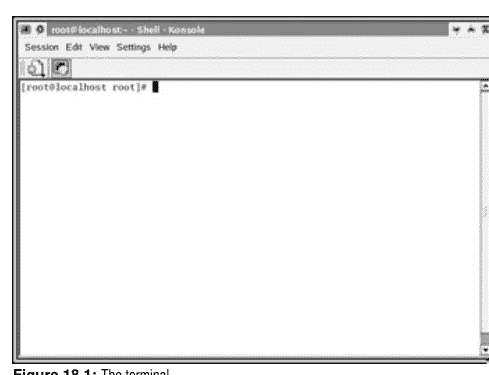 root@localhost:~ - Shell - Konsole
Session Edit View Settings Help
[root@localhost root]#
Figure 18.1: The terminal